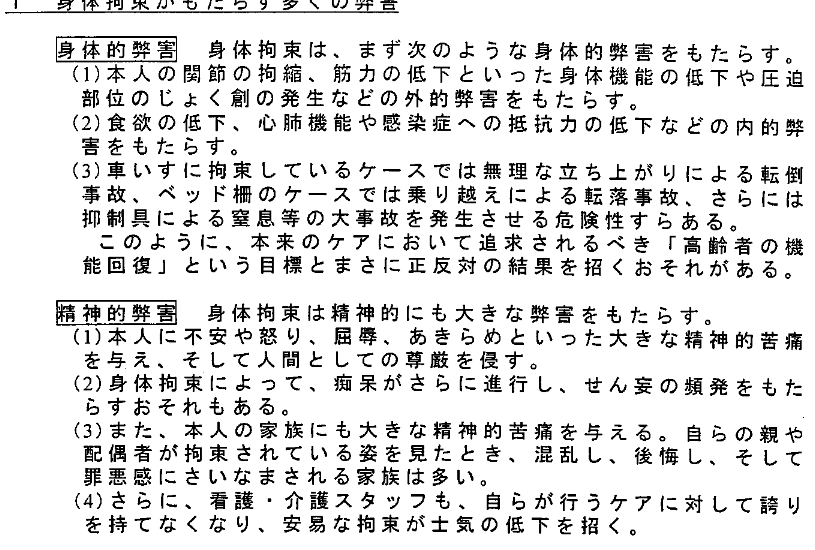 1 身体拘束がもたらす多くの弊害
身体的弊害 身体拘束は、まず次のような身体的弊害をもたらす。
(1)本人の関節の拘縮、筋力の低下といった身体機能の低下や圧迫
部位のじょく創の発生などの外的弊害をもたらす。
(2)食欲の低下、心肺機能や感染症への抵抗力の低下などの内的弊
害をもたらす。
(3)車いすに拘束しているケースでは無理な立ち上がりによる転倒
事故、ベッド柵のケースでは乗り越えによる転落事故、さらには
抑制具による窒息等の大事故を発生させる危険性すらある。
このように、本来のケアにおいて追求されるべき「高齢者の機
能回復」という目標とまさに正反対の結果を招くおそれがある。
精神的弊害 身体拘束は精神的にも大きな弊害をもたらす。
(1)本人に不安や怒り、屈辱、あきらめといった大きな精神的苦痛
を与え、そして人間としての尊厳を侵す。
(2)身体拘束によって、痴呆がさらに進行し、せん妄の頻発をもた
らすおそれもある。
(3)また、本人の家族にも大きな精神的苦痛を与える。自らの親や
配偶者が拘束されている姿を見たとき、混乱し、後悔し、そして
罪悪感にさいなまされる家族は多い。
(4)さらに、看護・介護スタッフも、自らが行うケアに対して誇り
を持てなくなり、安易な拘束が士気の低下を招く。